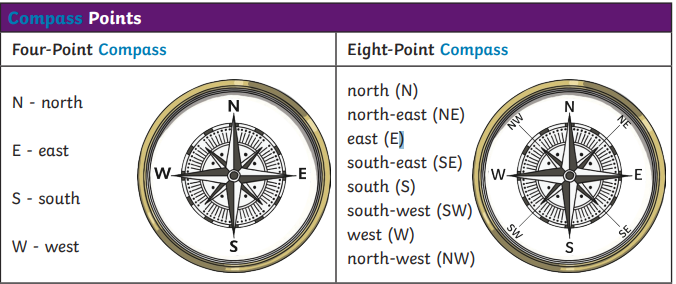 Compass Points
Four-Point Compass
N - north
E - east
S - south
W - west
N
W
E
S
Eight-Point Compass
north (N)
north-east (NE)
east (E)
south-east (SE)
south (S)
south-west (SW)
west (W)
north-west (NW)
N
NW
NE
W
E
SW
SE
S